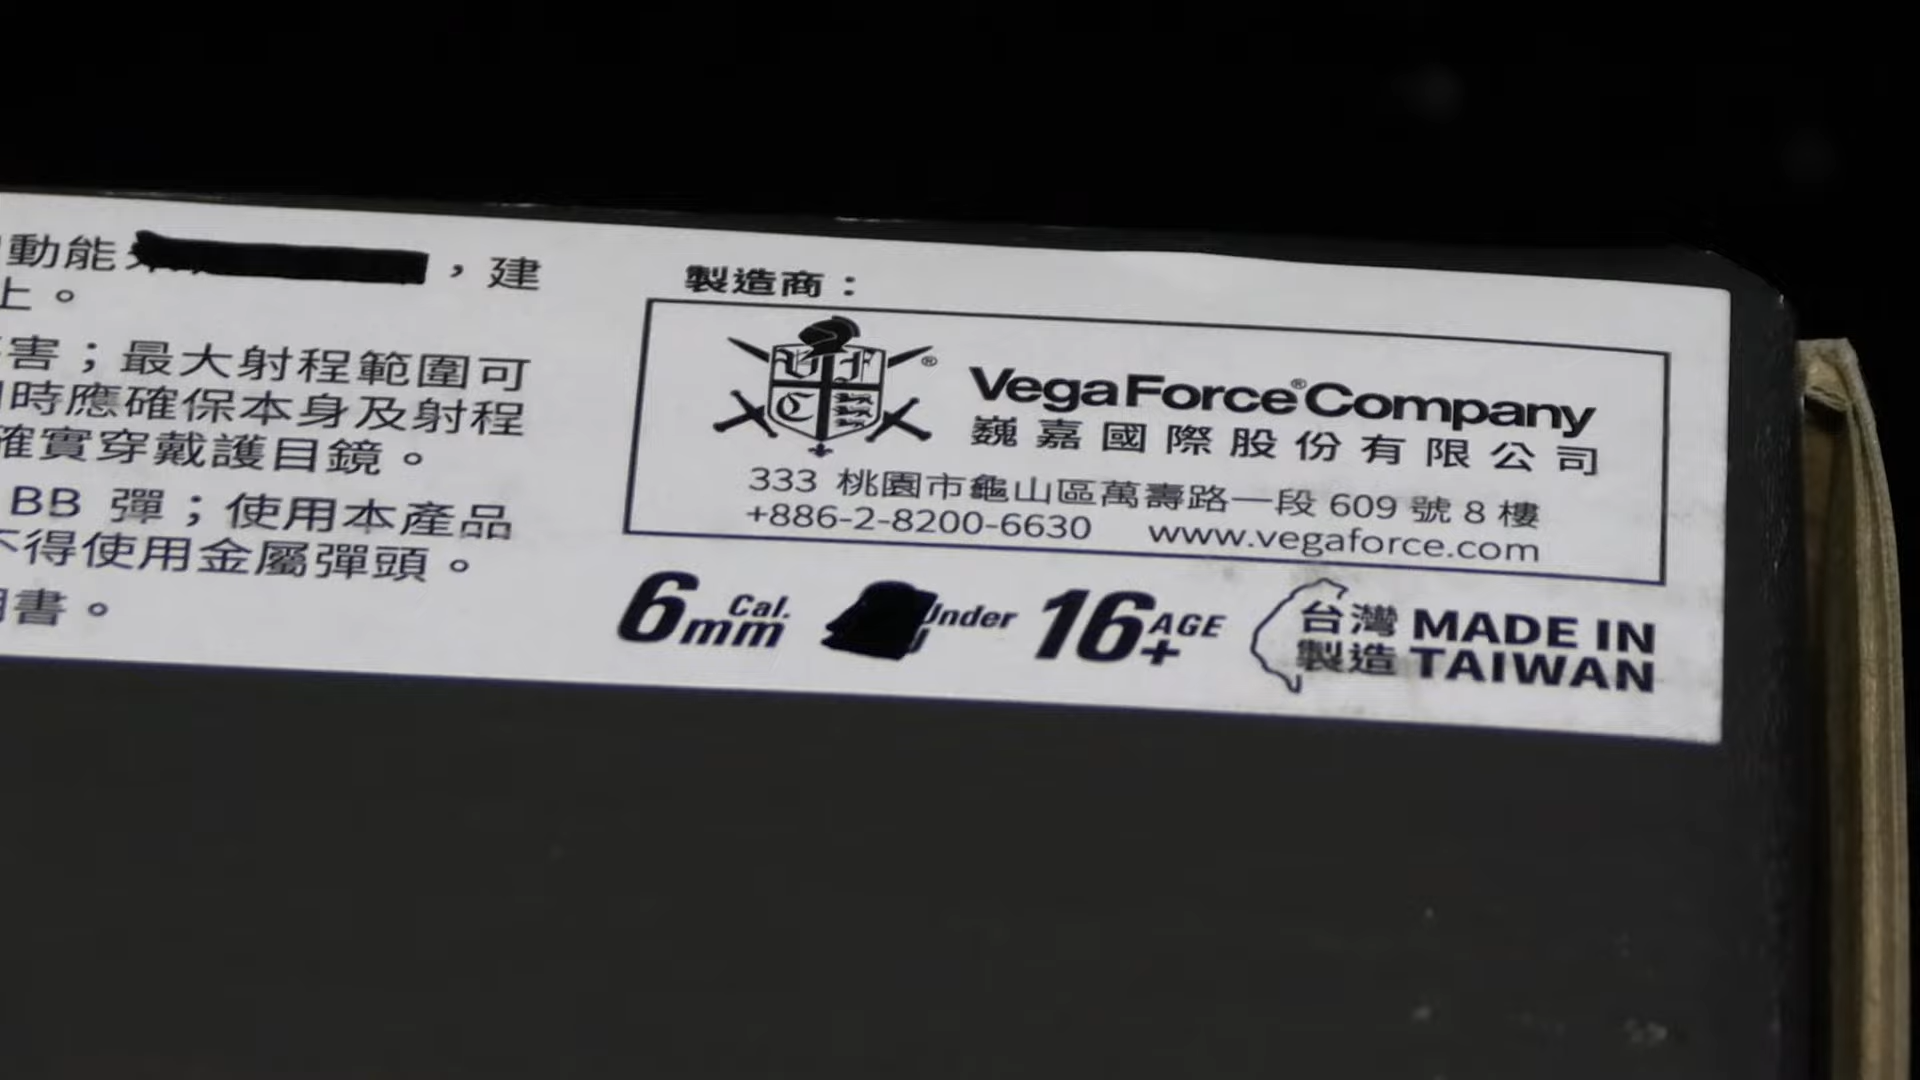 動能，建
上。
害；最大射程範圍可
時應確保本身及射程
確實穿戴護目鏡。
BB 彈；使用本產品
不得使用金屬彈頭。
書。
製造商：
V F C ®
VegaForce®Company
巍嘉國際股份有限公司
333 桃園市龜山區萬壽路一段 609 號 8 樓
+886-2-8200-6630 www.vegaforce.com
6mm Cal. Under 16+ AGE 台灣製造 MADE IN TAIWAN